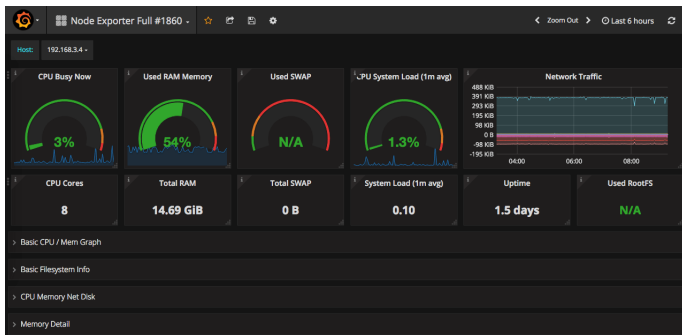 Node Exporter Full #1860
Zoom Out
Last 6 hours
Host:
192.168.3.4
CPU Busy Now
3%
Used RAM Memory
54%
Used SWAP
N/A
CPU System Load (1m avg)
1.3%
Network Traffic
488 KiB
391 KiB
293 KiB
195 KiB
98 KiB
0 B
-98 KiB
-195 KiB
04:00
06:00
08:00
CPU Cores
8
Total RAM
14.69 GiB
Total SWAP
0 B
System Load (1m avg)
0.10
Uptime
1.5 days
Used RootFS
N/A
Basic CPU / Mem Graph
Basic Filesystem Info
CPU Memory Net Disk
Memory Detail